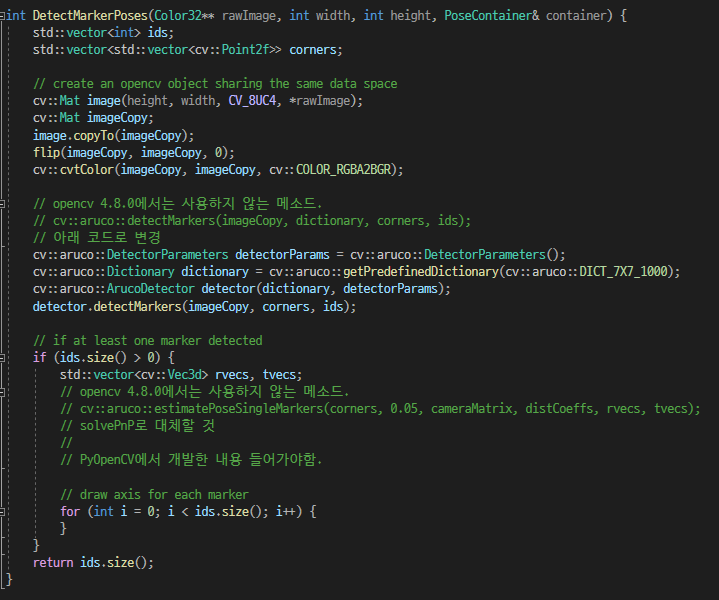 int DetectMarkerPoses(Color32** rawImage, int width, int height, PoseContainer& container) {
std::vector<int> ids;
std::vector<std::vector<cv::Point2f>> corners;
// create an opencv object sharing the same data space
cv::Mat image(height, width, CV_8UC4, *rawImage);
cv::Mat imageCopy;
image.copyTo(imageCopy);
flip(imageCopy, imageCopy, 0);
cv::cvtColor(imageCopy, imageCopy, cv::COLOR_RGBA2BGR);
// opencv 4.8.0에서는 사용하지 않는 메소드.
// cv::aruco::detectMarkers(imageCopy, dictionary, corners, ids);
// 아래 코드로 변경
cv::aruco::DetectorParameters detectorParams = cv::aruco::DetectorParameters();
cv::aruco::Dictionary dictionary = cv::aruco::getPredefinedDictionary(cv::aruco::DICT_7X7_1000);
cv::aruco::ArucoDetector detector(dictionary, detectorParams);
detector.detectMarkers(imageCopy, corners, ids);
// if at least one marker detected
if (ids.size() > 0) {
std::vector<cv::Vec3d> rvecs, tvecs;
// opencv 4.8.0에서는 사용하지 않는 메소드.
// cv::aruco::estimatePoseSingleMarkers(corners, 0.05, cameraMatrix, distCoeffs, rvecs, tvecs);
// solvePnP로 대체할 것
//
// PyOpenCV에서 개발한 내용 들어가야함.
// draw axis for each marker
for (int i = 0; i < ids.size(); i++) {
}
}
return ids.size();
}